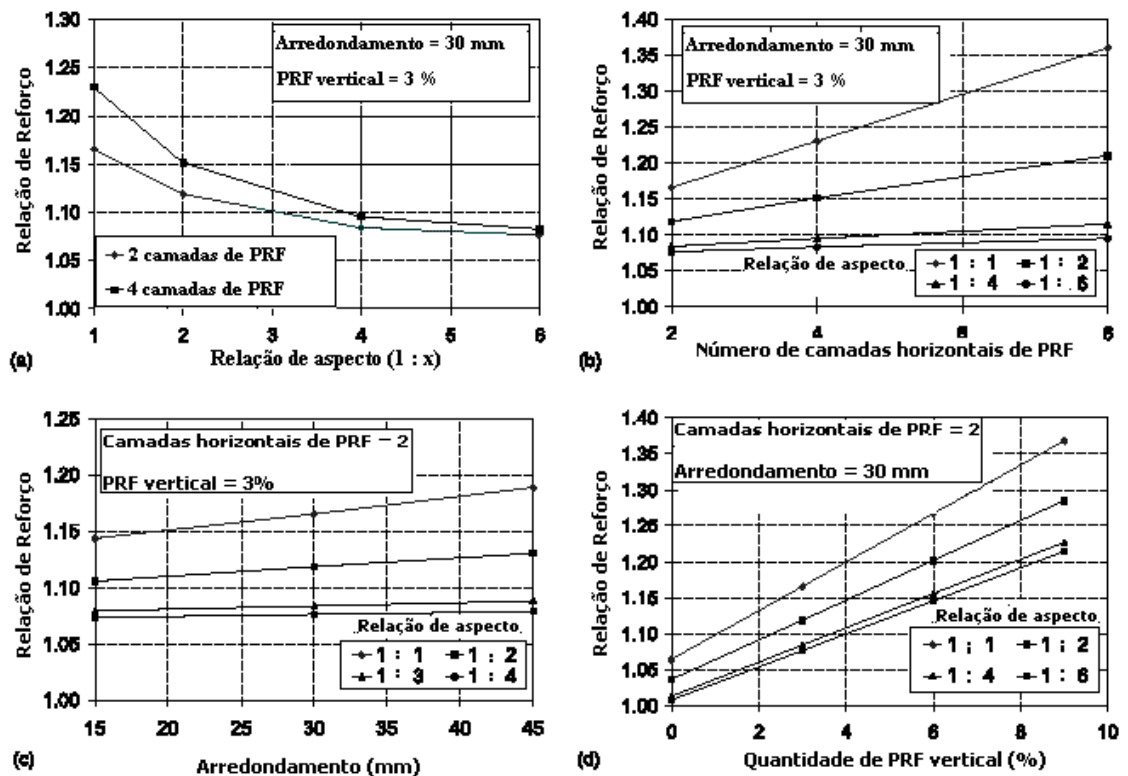 1.30
1.25
1.20
1.15
1.10
1.05
1.00
Relação de Reforço
Arredondamento = 30 mm
PRF vertical = 3 %
2 camadas de PRF
4 camadas de PRF
1 2 3 4 5 6
(a)
Relação de aspecto (1 : x)
1.40
1.35
1.30
1.25
1.20
1.15
1.10
1.05
1.00
Relação de Reforço
Arredondamento = 30 mm
PRF vertical = 3 %
Relação de aspecto
1 : 1 1 : 2
1 : 4 1 : 6
2 4 6 8
(b)
Número de camadas horizontais de PRF
1.25
1.20
1.15
1.10
1.05
1.00
Relação de Reforço
Camadas horizontais de PRF = 2
PRF vertical = 3%
Relação de aspecto
1 : 1 1 : 2
1 : 3 1 : 4
15 20 25 30 35 40 45
(c)
Arredondamento (mm)
1.40
1.35
1.30
1.25
1.20
1.15
1.10
1.05
1.00
Relação de Reforço
Camadas horizontais de PRF = 2
Arredondamento = 30 mm
Relação de aspecto
1 : 1 1 : 2
1 : 4 1 : 6
0 2 4 6 8 10
(d)
Quantidade de PRF vertical (%)